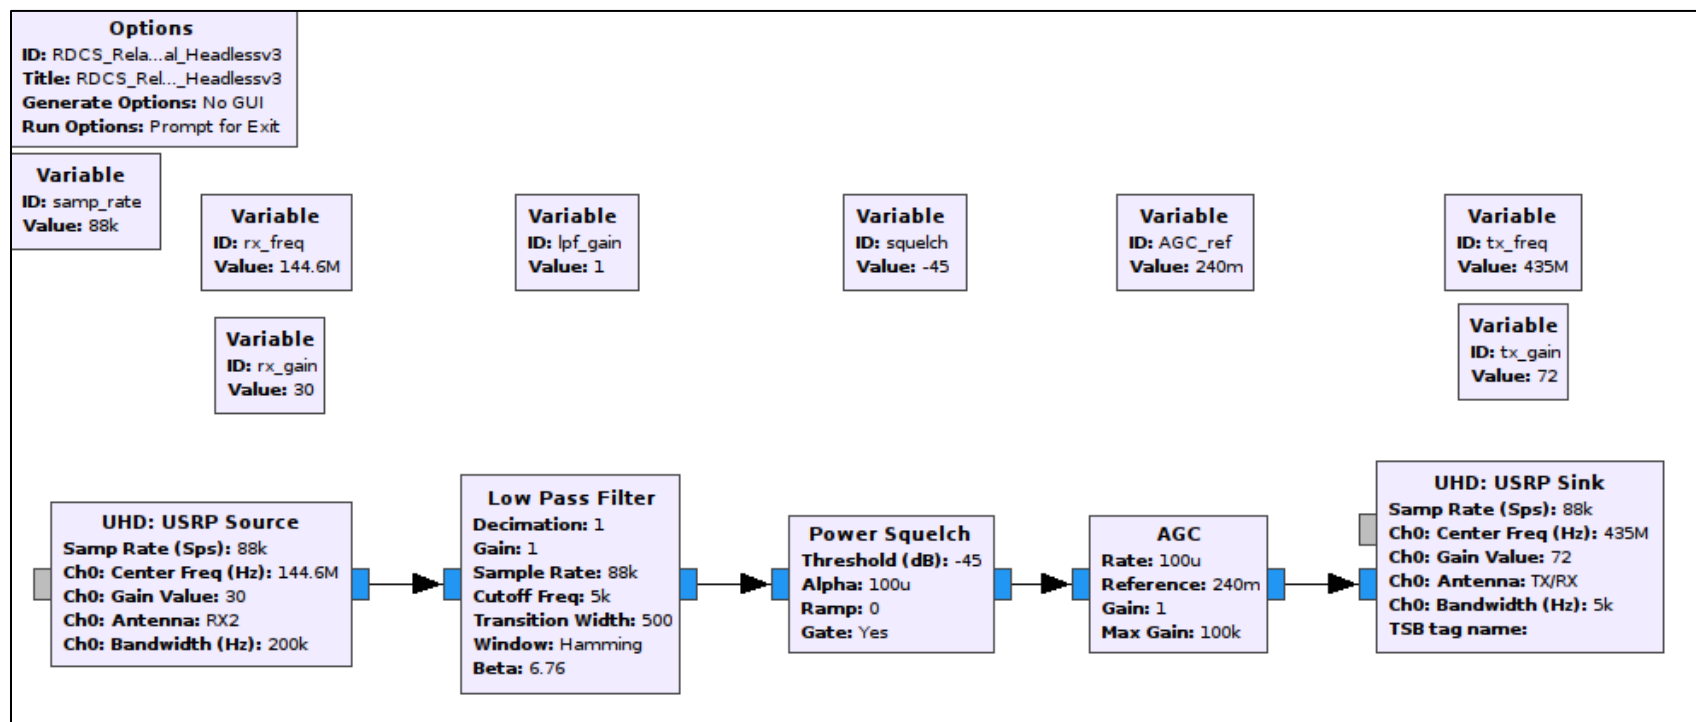 Options
ID: RDCS_Rela...al_Headlessv3
Title: RDCS_Rel..._Headlessv3
Generate Options: No GUI
Run Options: Prompt for Exit
Variable
ID: samp_rate
Value: 88k
Variable
ID: rx_freq
Value: 144.6M
Variable
ID: lpf_gain
Value: 1
Variable
ID: squelch
Value: -45
Variable
ID: AGC_ref
Value: 240m
Variable
ID: tx_freq
Value: 435M
Variable
ID: rx_gain
Value: 30
Variable
ID: tx_gain
Value: 72
UHD: USRP Source
Samp Rate (Sps): 88k
Ch0: Center Freq (Hz): 144.6M
Ch0: Gain Value: 30
Ch0: Antenna: RX2
Ch0: Bandwidth (Hz): 200k
Low Pass Filter
Decimation: 1
Gain: 1
Sample Rate: 88k
Cutoff Freq: 5k
Transition Width: 500
Window: Hamming
Beta: 6.76
Power Squelch
Threshold (dB): -45
Alpha: 100u
Ramp: 0
Gate: Yes
AGC
Rate: 100u
Reference: 240m
Gain: 1
Max Gain: 100k
UHD: USRP Sink
Samp Rate (Sps): 88k
Ch0: Center Freq (Hz): 435M
Ch0: Gain Value: 72
Ch0: Antenna: TX/RX
Ch0: Bandwidth (Hz): 5k
TSB tag name: